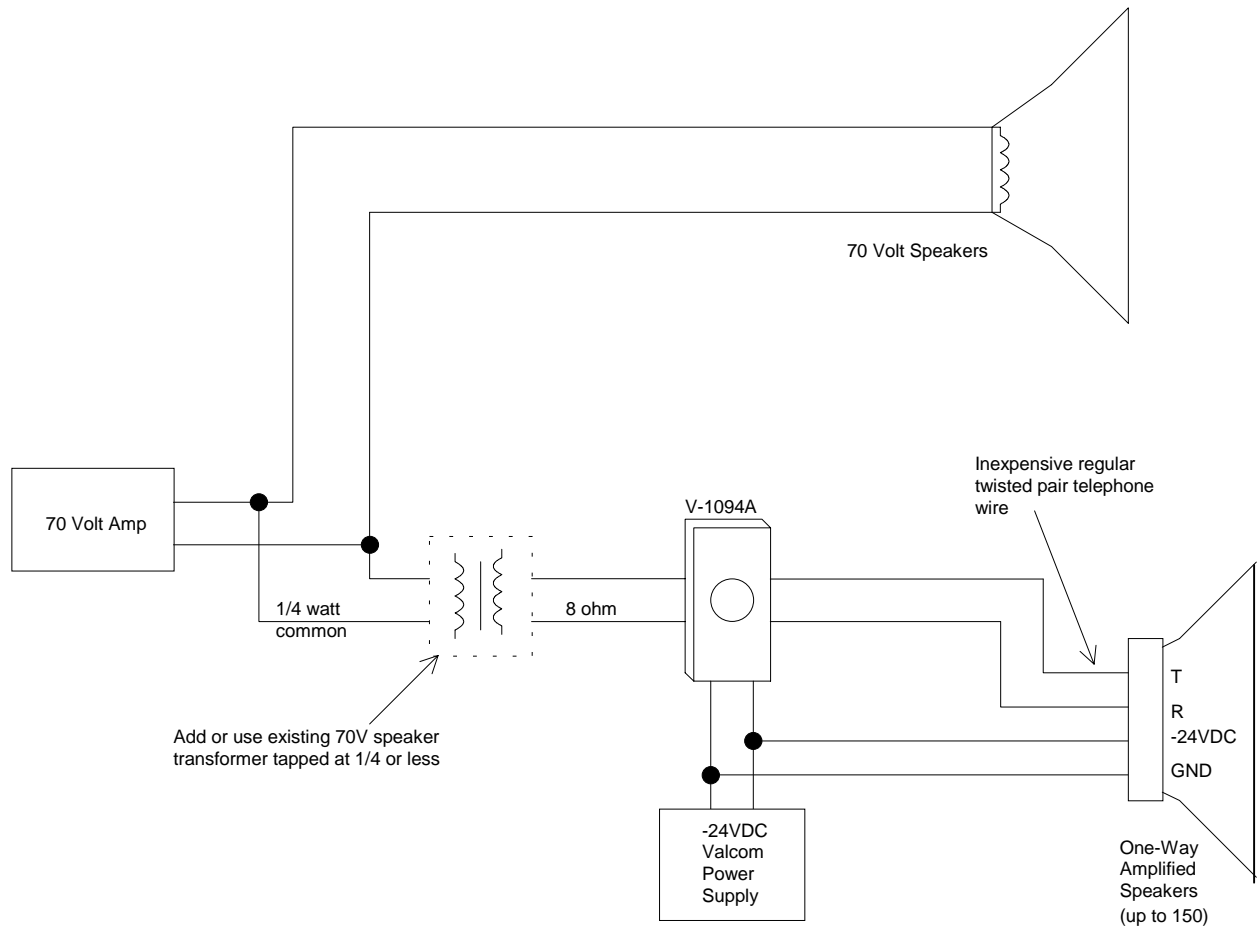 70 Volt Speakers
70 Volt Amp
Inexpensive regular
twisted pair telephone
wire
V-1094A
1/4 watt
common
8 ohm
T
R
-24VDC
GND
Add or use existing 70V speaker
transformer tapped at 1/4 or less
-24VDC
Valcom
Power
Supply
One-Way
Amplified
Speakers
(up to 150)